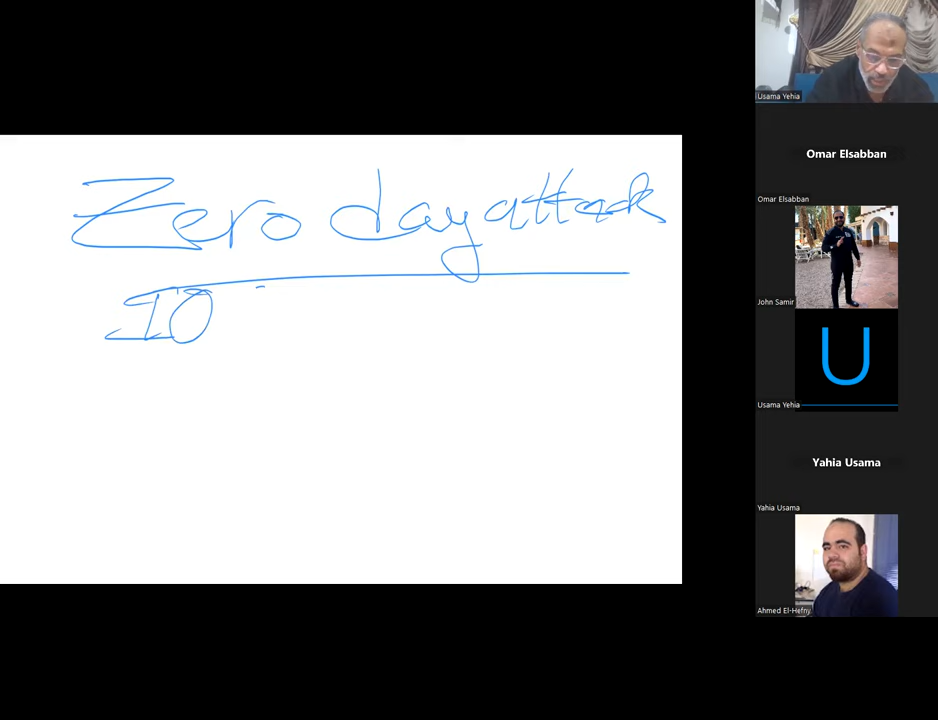 Zero day attack
IO
Usama Yehia
Omar Elsabban
Omar Elsabban
John Samir
U
Usama Yehia
Yahia Usama
Yahia Usama
Ahmed El-Hefny